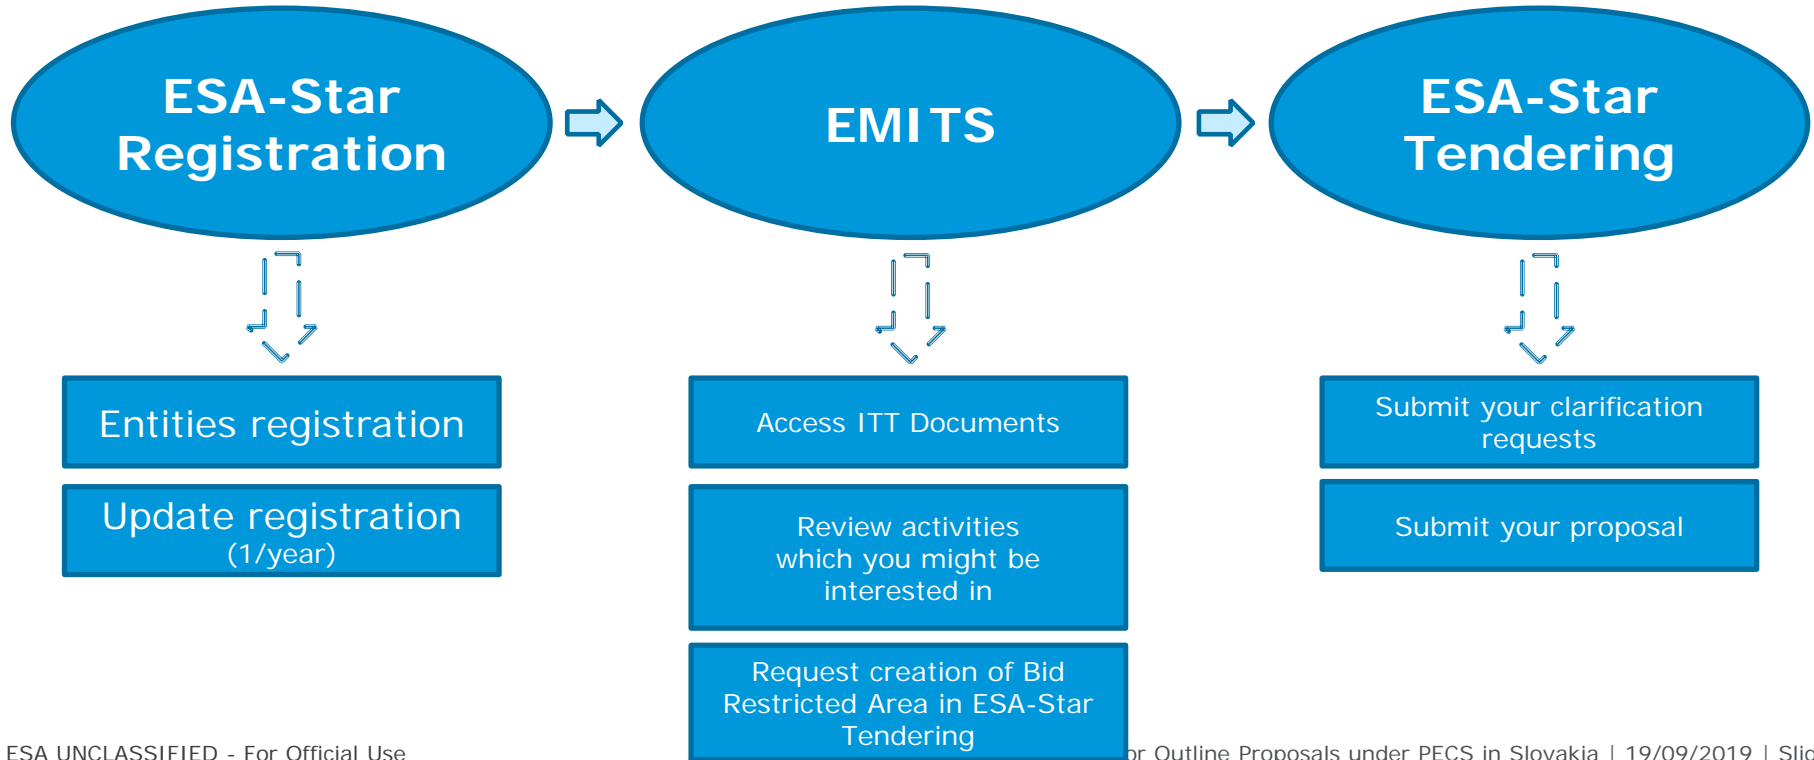 ESA-Star
Registration
EMITS
ESA-Star
Tendering
Entities registration
Update registration
(1/year)
Access ITT Documents
Review activities
which you might be
interested in
Request creation of Bid
Restricted Area in ESA-Star
Tendering
Submit your clarification
requests
Submit your proposal
ESA UNCLASSIFIED - For Official Use
Outline Proposals under PECS in Slovakia | 19/09/2019 |